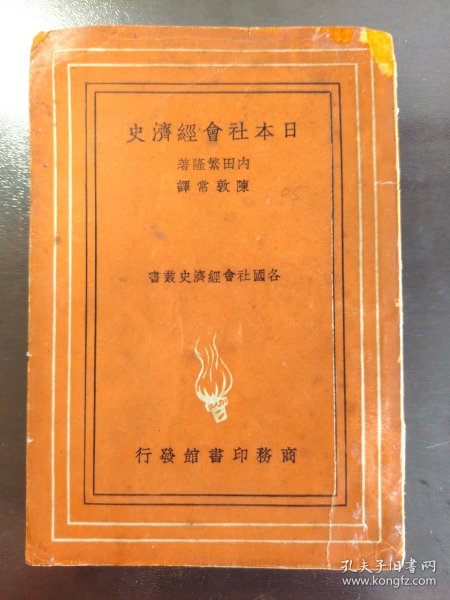 日本社會經濟史
內田繁隆著
陳敦常譯
各國社會經濟史叢書
商務印書館發行
孔夫子旧书网
www.kongfz.com